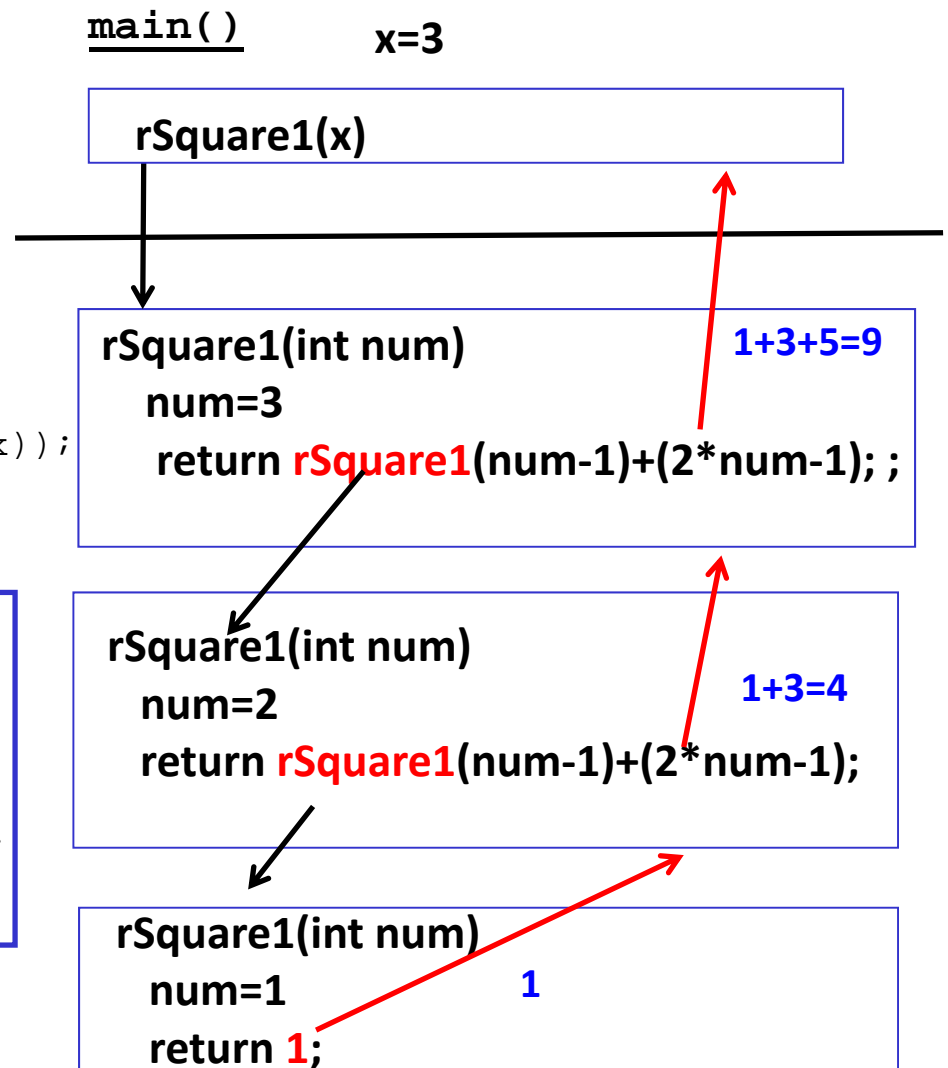 main()
x=3
rSquare1(x)
rSquare1(int num)
1+3+5=9
num=3
));
return rSquare1(num-1)+(2*num-1); ;
rSquare1(int num)
num=2
1+3=4
return rSquare1(num-1)+(2*num-1);
rSquare1(int num)
num=1
1
return 1;